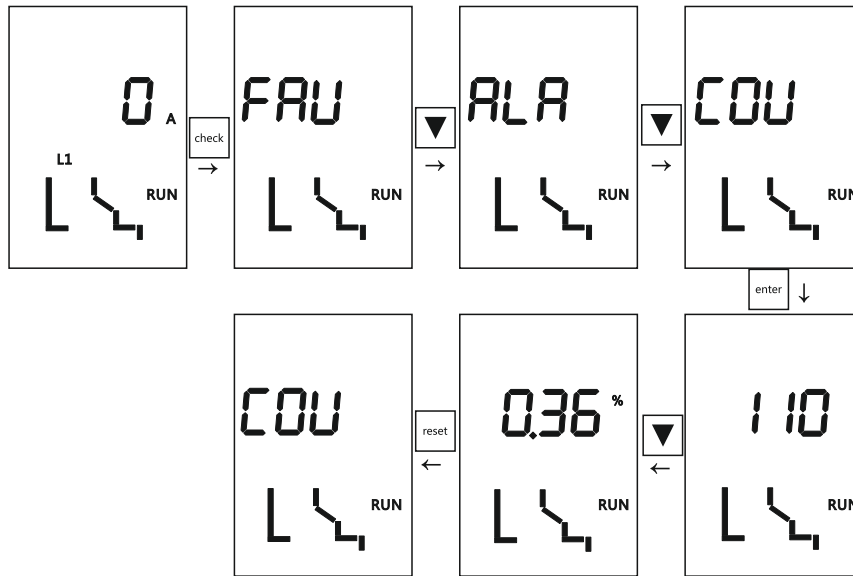 0 A
L1
L RUN
check
→
FAU
L RUN
▼
→
ALA
L RUN
▼
→
COU
L RUN
enter ↓
110
L RUN
▼
←
0.36 %
L RUN
reset
←
COU
L RUN